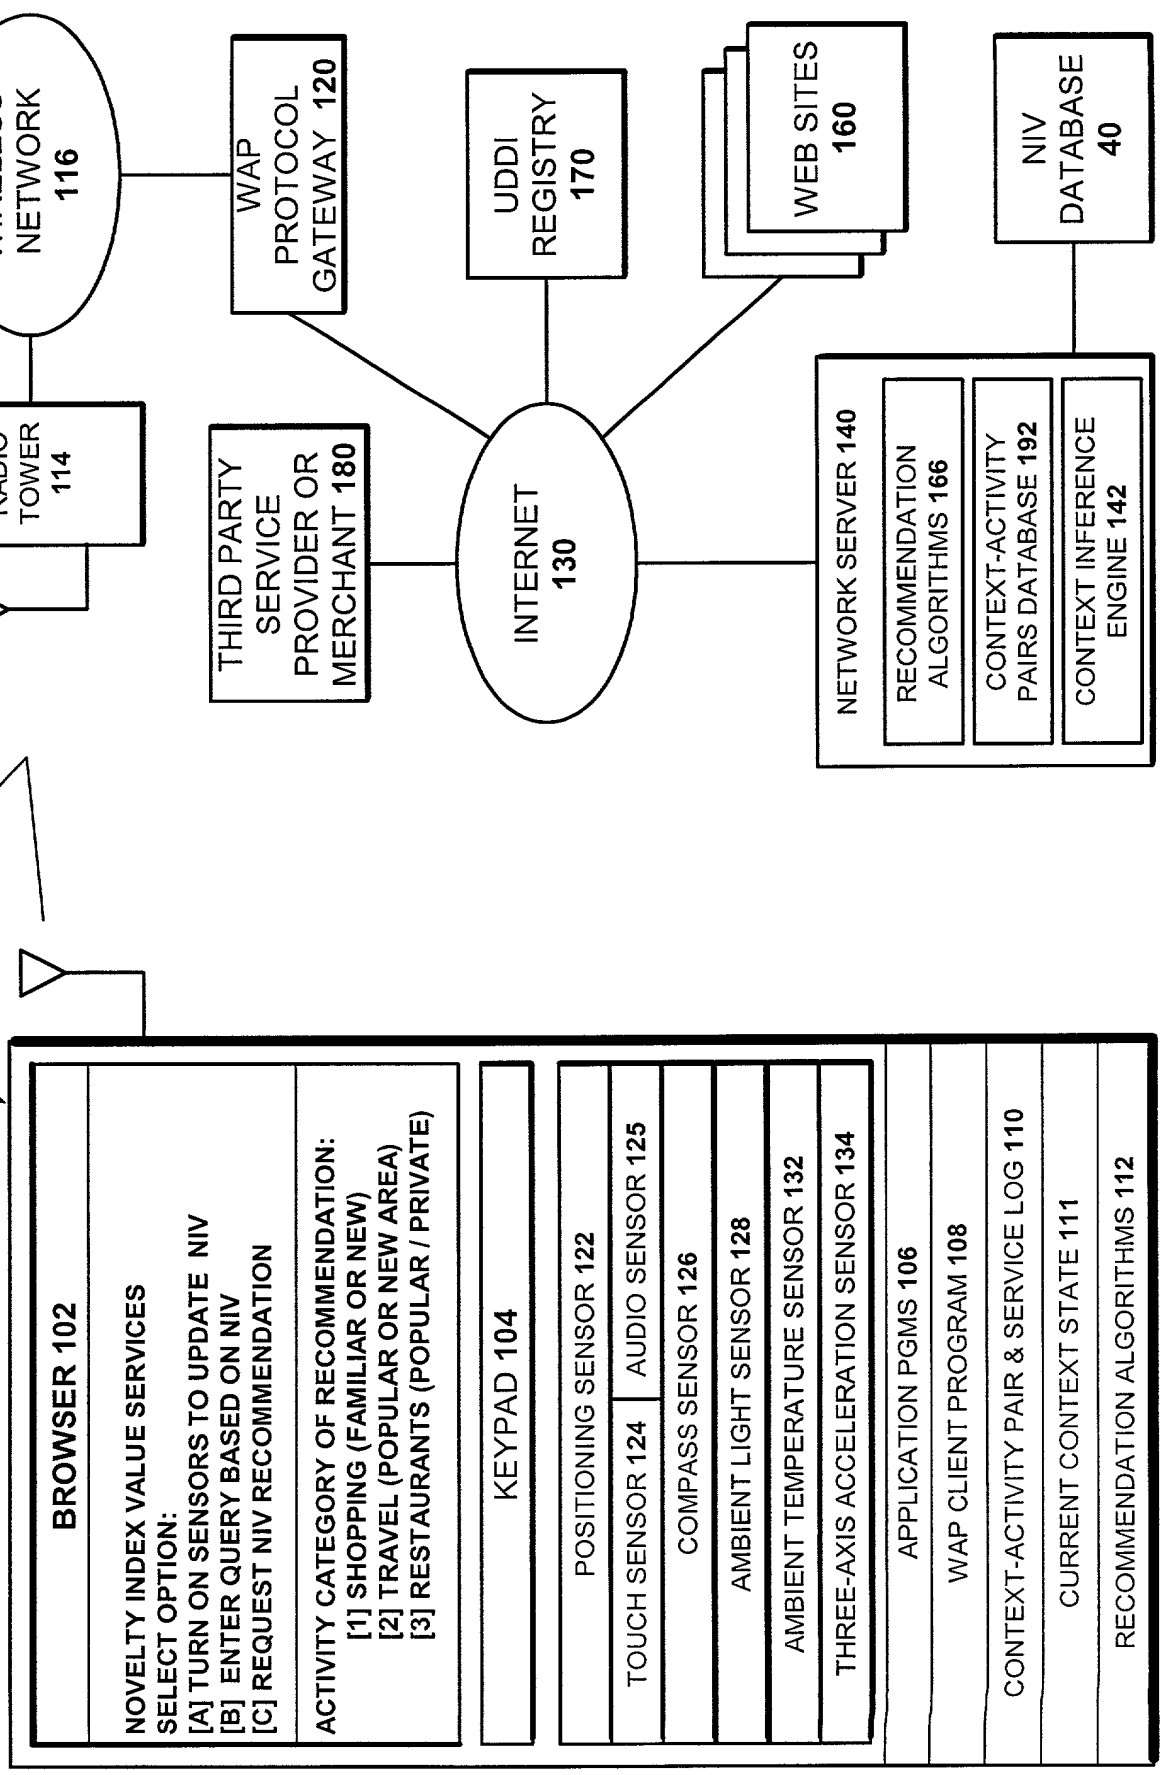 BROWSER 102
NOVELTY INDEX VALUE SERVICES
SELECT OPTION:
[A] TURN ON SENSORS TO UPDATE NIV
[B] ENTER QUERY BASED ON NIV
[C] REQUEST NIV RECOMMENDATION
ACTIVITY CATEGORY OF RECOMMENDATION:
[1] SHOPPING (FAMILIAR OR NEW)
[2] TRAVEL (POPULAR OR NEW AREA)
[3] RESTAURANTS (POPULAR / PRIVATE)
KEYPAD 104
POSITIONING SENSOR 122
TOUCH SENSOR 124
AUDIO SENSOR 125
COMPASS SENSOR 126
AMBIENT LIGHT SENSOR 128
AMBIENT TEMPERATURE SENSOR 132
THREE-AXIS ACCELERATION SENSOR 134
APPLICATION PGMS 106
WAP CLIENT PROGRAM 108
CONTEXT-ACTIVITY PAIR & SERVICE LOG 110
CURRENT CONTEXT STATE 111
RECOMMENDATION ALGORITHMS 112
TOWER
114
NETWORK
116
WAP
PROTOCOL
GATEWAY 120
THIRD PARTY
SERVICE
PROVIDER OR
MERCHANT 180
INTERNET
130
UDDI
REGISTRY
170
WEB SITES
160
NETWORK SERVER 140
RECOMMENDATION
ALGORITHMS 166
CONTEXT-ACTIVITY
PAIRS DATABASE 192
CONTEXT INFERENCE
ENGINE 142
NIV
DATABASE
40